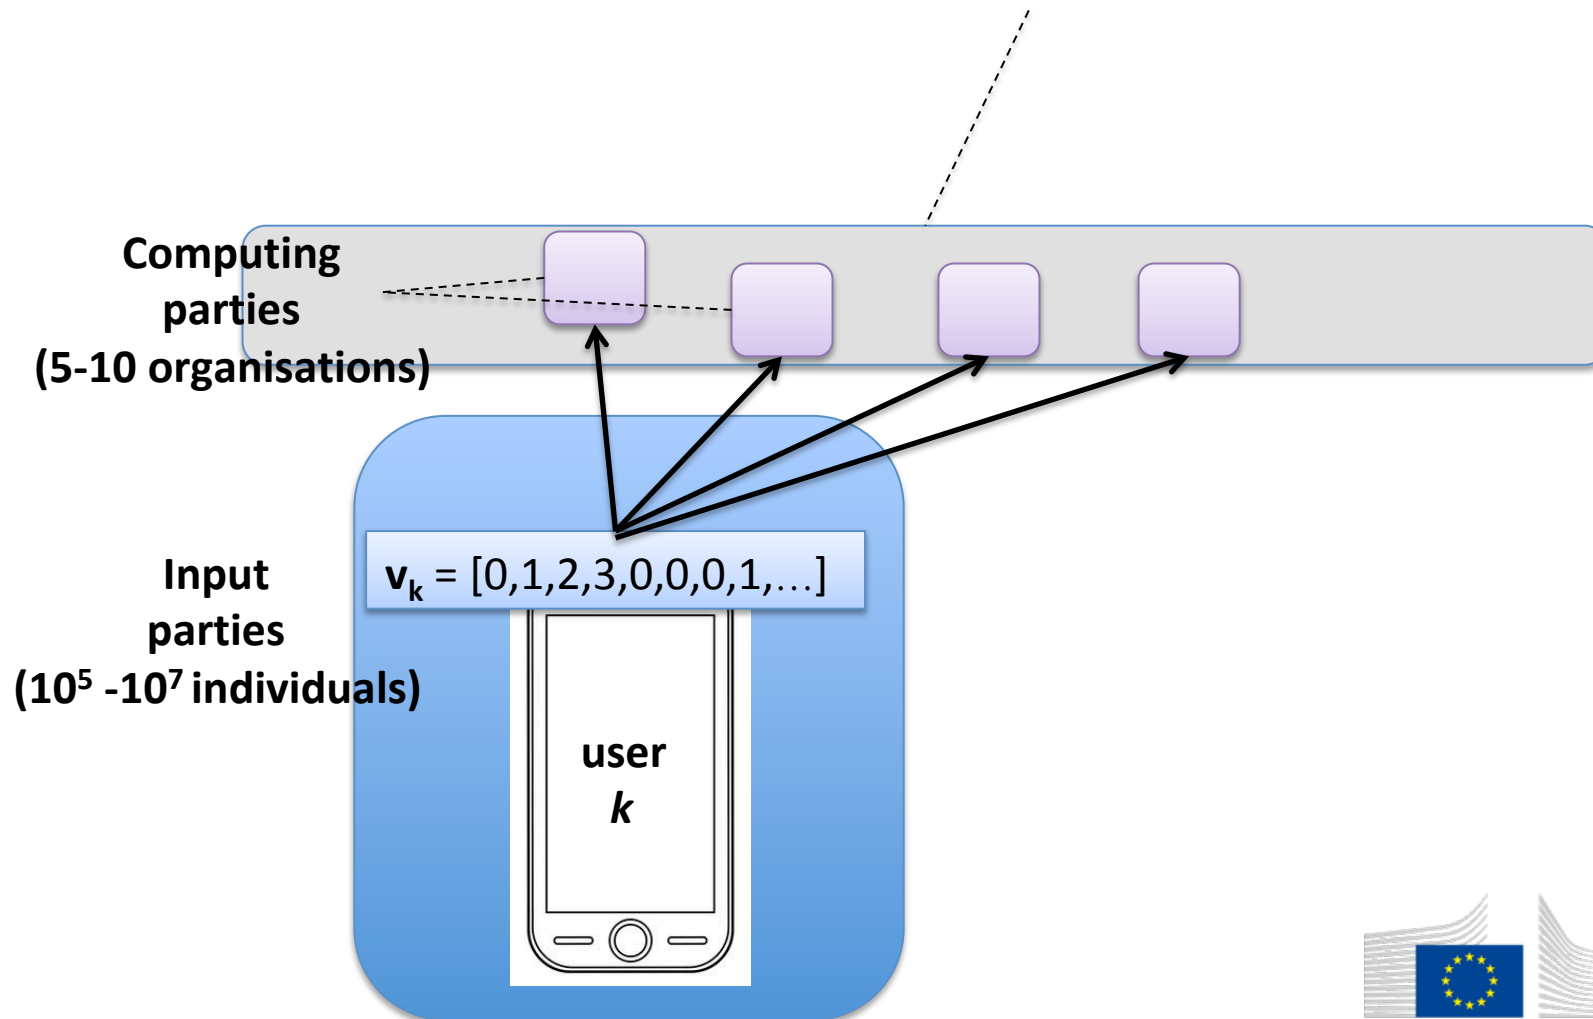 Computing
parties
(5-10 organisations)
v_k = [0,1,2,3,0,0,0,1,...]
Input
parties
(10⁵ -10⁷ individuals)
user
k